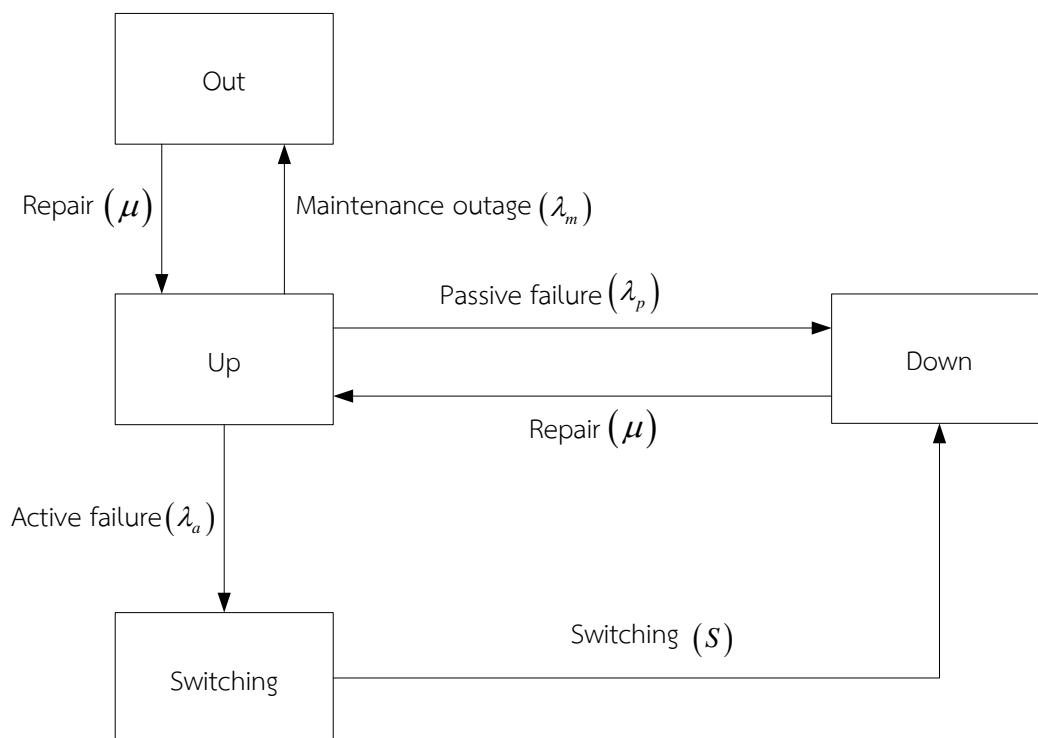 Out
Repair (μ)
Maintenance outage (λₘ)
Passive failure (λₚ)
Up
Down
Repair (μ)
Active failure (λₐ)
Switching (S)
Switching